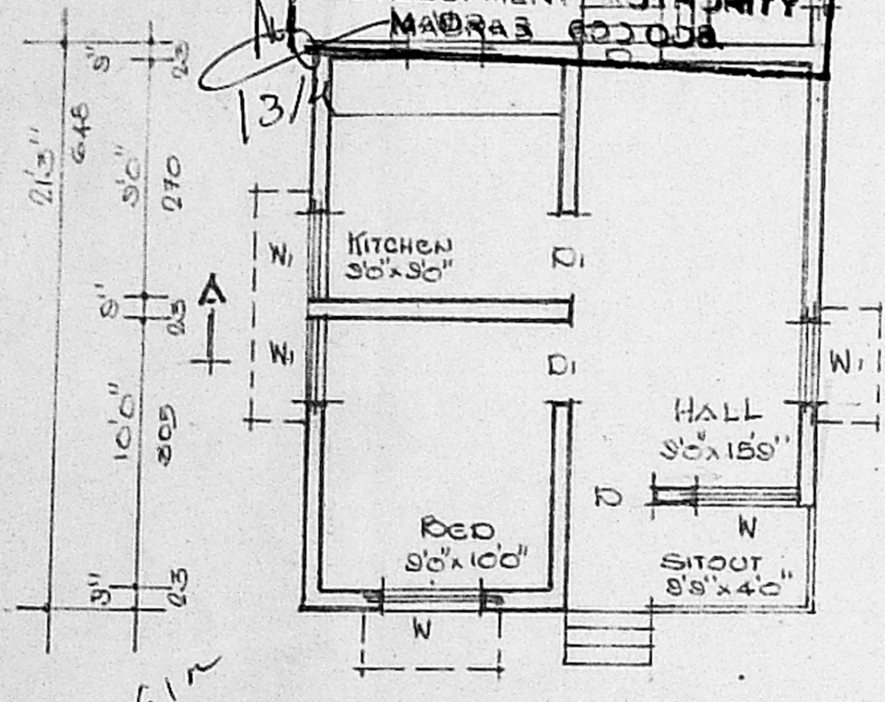 MADRAS 600008
D
13/4
9"
23
21'3"
648
9'0"
270
KITCHEN
9'0"x9'0"
W1
D1
A
9"
23
W1
D1
W1
10'0"
305
HALL
9'0"x15'9"
D
W
BED
9'0"x10'0"
SITOUT
9'9"x4'0"
9"
23
W